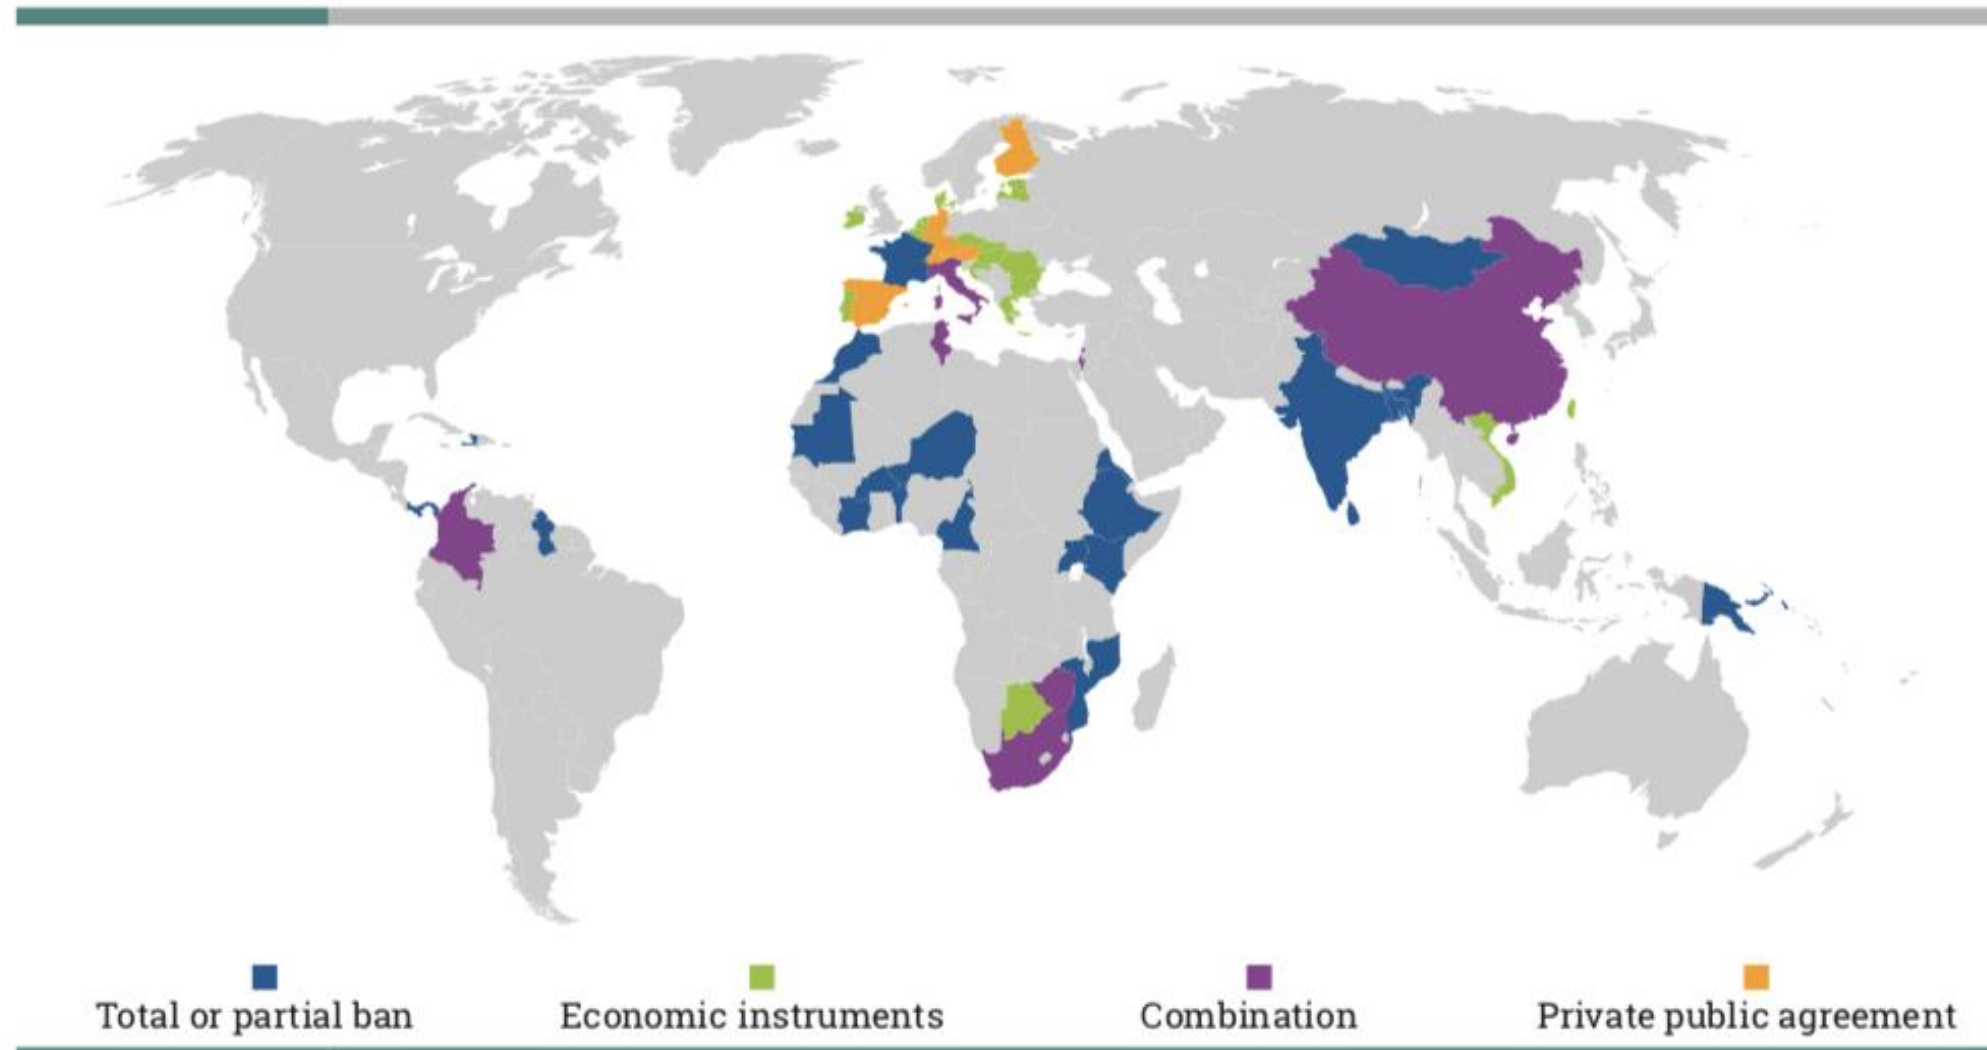 Total or partial ban
Economic instruments
Combination
Private public agreement